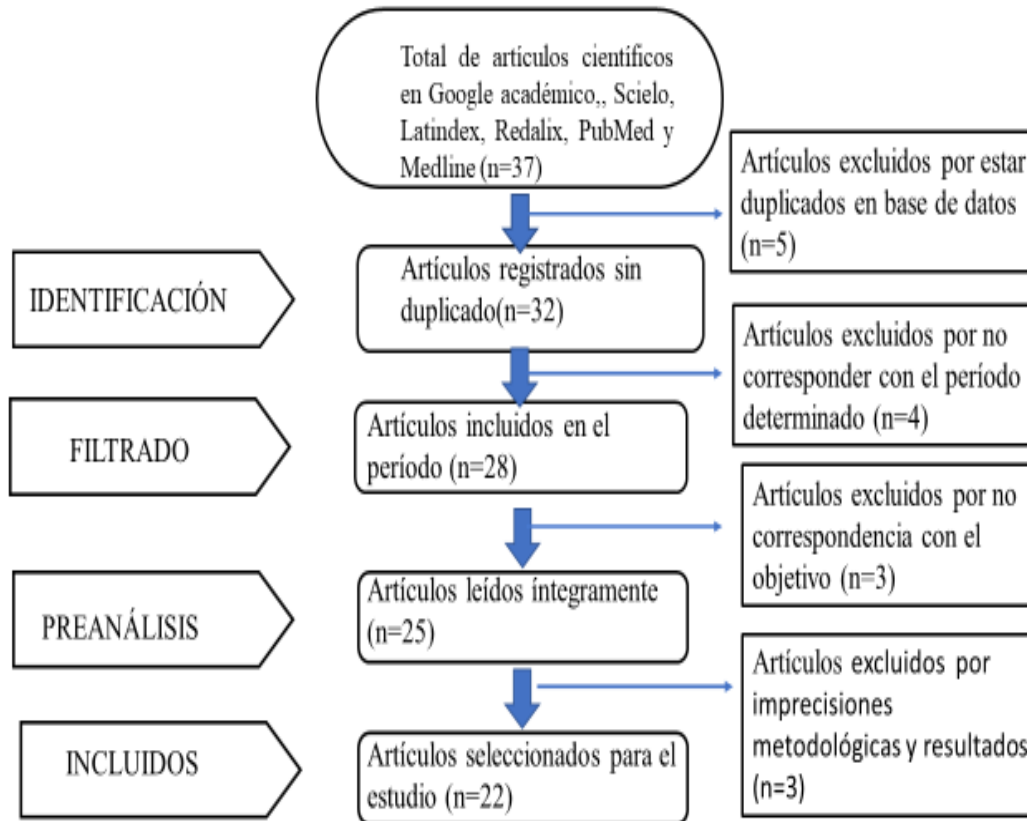 Total de artículos científicos
en Google académico,, Scielo,
Latindex, Redalix, PubMed y
Medline (n=37)
Artículos excluidos por estar
duplicados en base de datos
(n=5)
IDENTIFICACIÓN
Artículos registrados sin
duplicado(n=32)
Artículos excluidos por no
corresponder con el período
determinado (n=4)
FILTRADO
Artículos incluidos en el
período (n=28)
Artículos excluidos por no
correspondencia con el
objetivo (n=3)
PREANÁLISIS
Artículos leídos íntegramente
(n=25)
Artículos excluidos por
imprecisiones
metodológicas y resultados
(n=3)
INCLUIDOS
Artículos seleccionados para el
estudio (n=22)